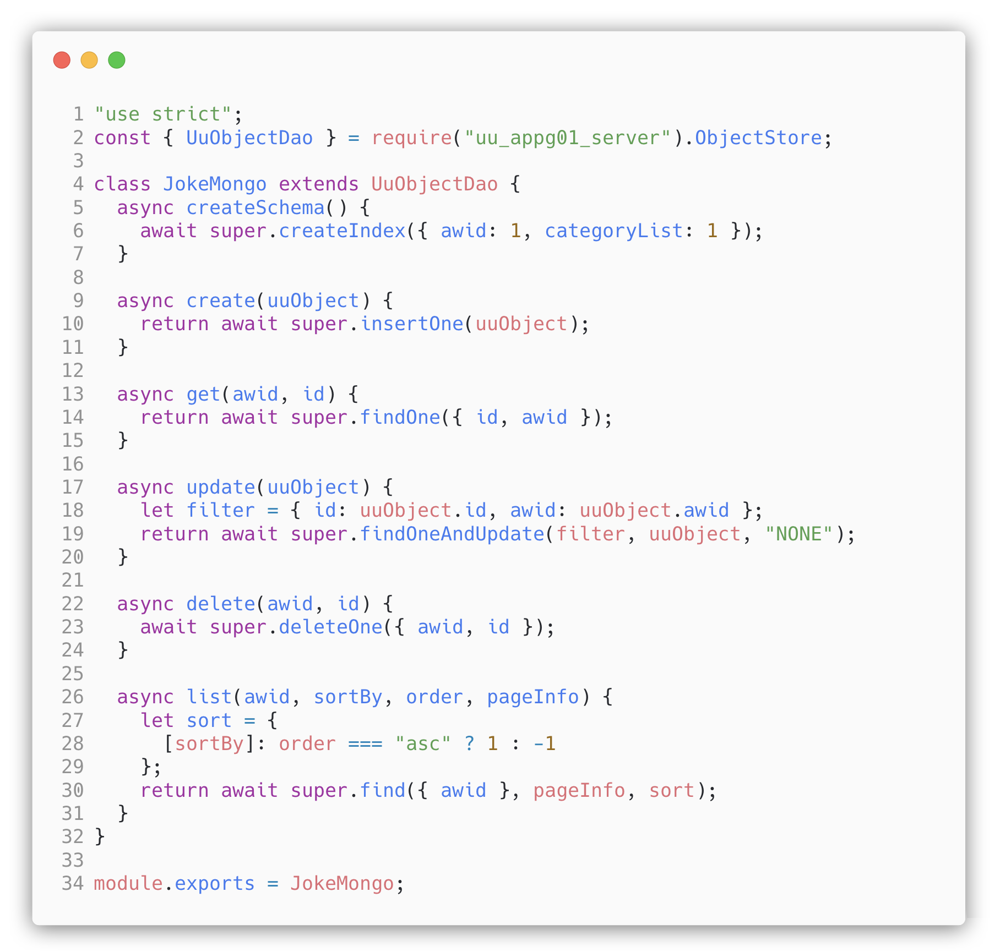 1 "use strict";
2 const { UuObjectDao } = require("uu_appg01_server").ObjectStore;
3
4 class JokeMongo extends UuObjectDao {
5   async createSchema() {
6     await super.createIndex({ awid: 1, categoryList: 1 });
7   }
8
9   async create(uuObject) {
10     return await super.insertOne(uuObject);
11   }
12
13   async get(awid, id) {
14     return await super.findOne({ id, awid });
15   }
16
17   async update(uuObject) {
18     let filter = { id: uuObject.id, awid: uuObject.awid };
19     return await super.findOneAndUpdate(filter, uuObject, "NONE");
20   }
21
22   async delete(awid, id) {
23     await super.deleteOne({ awid, id });
24   }
25
26   async list(awid, sortBy, order, pageInfo) {
27     let sort = {
28       [sortBy]: order === "asc" ? 1 : -1
29     };
30     return await super.find({ awid }, pageInfo, sort);
31   }
32 }
33
34 module.exports = JokeMongo;